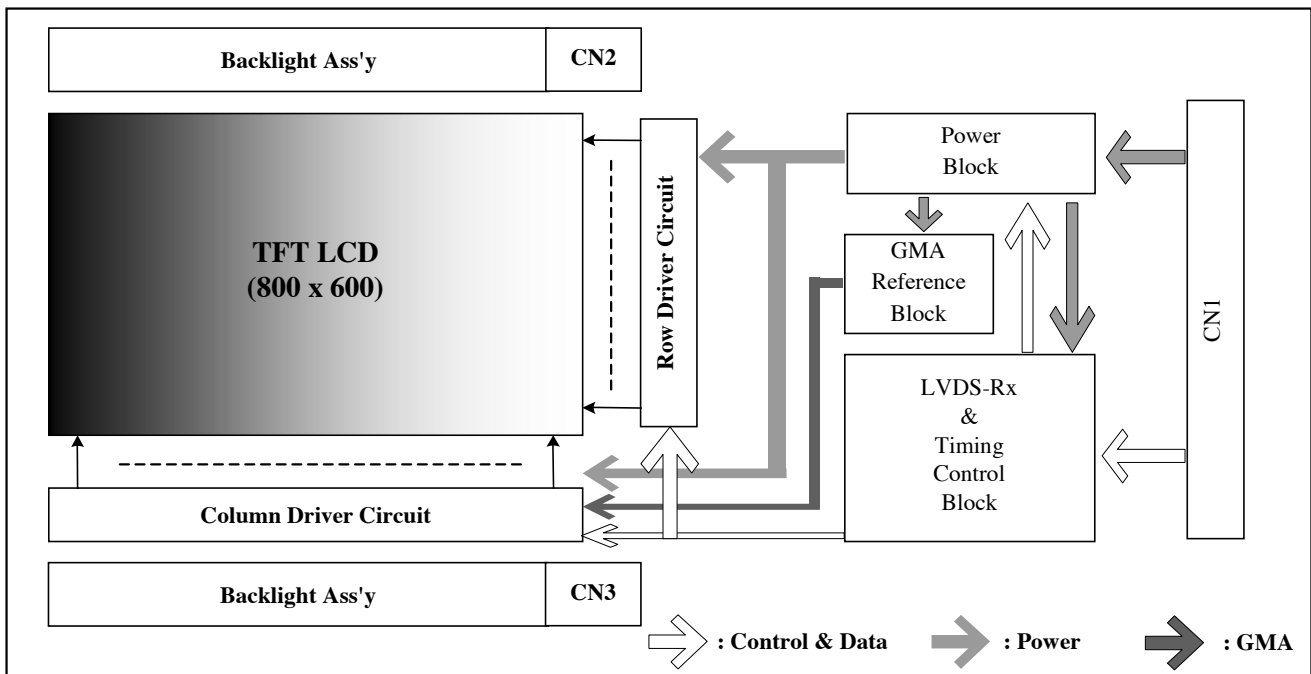 Backlight Ass'y
CN2
TFT LCD
(800 x 600)
Row Driver Circuit
Power
Block
GMA
Reference
Block
LVDS-Rx
&
Timing
Control
Block
CN1
Column Driver Circuit
Backlight Ass'y
CN3
: Control & Data
: Power
: GMA